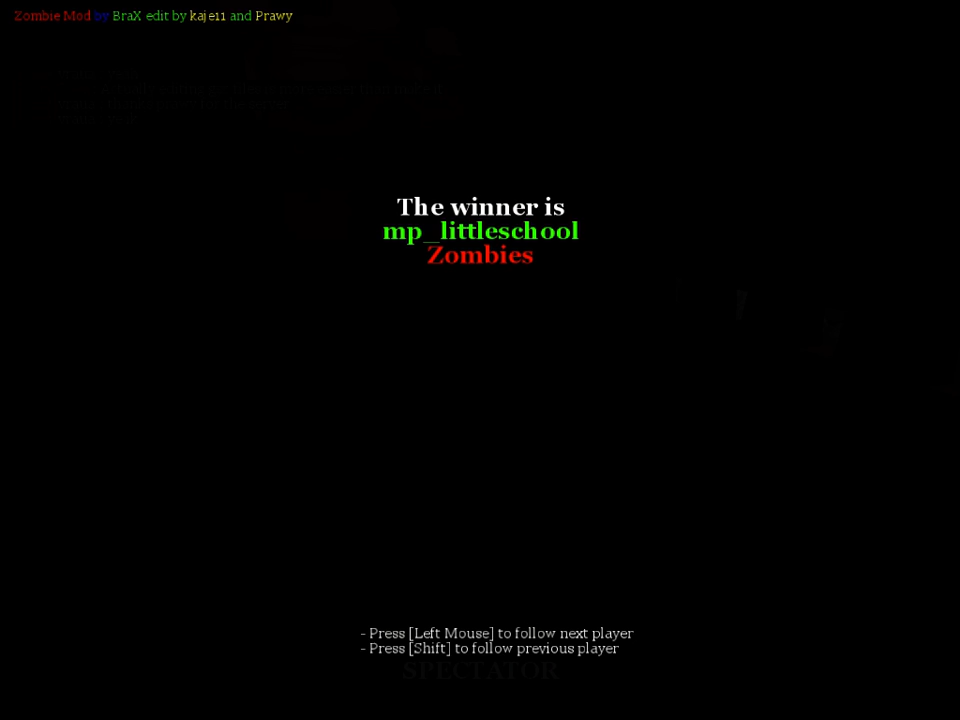 Zombie Mod by BraX edit by kaje11 and Prawy
The winner is
mp_littleschool
Zombies
- Press [Left Mouse] to follow next player
- Press [Shift] to follow previous player
SPECTATOR